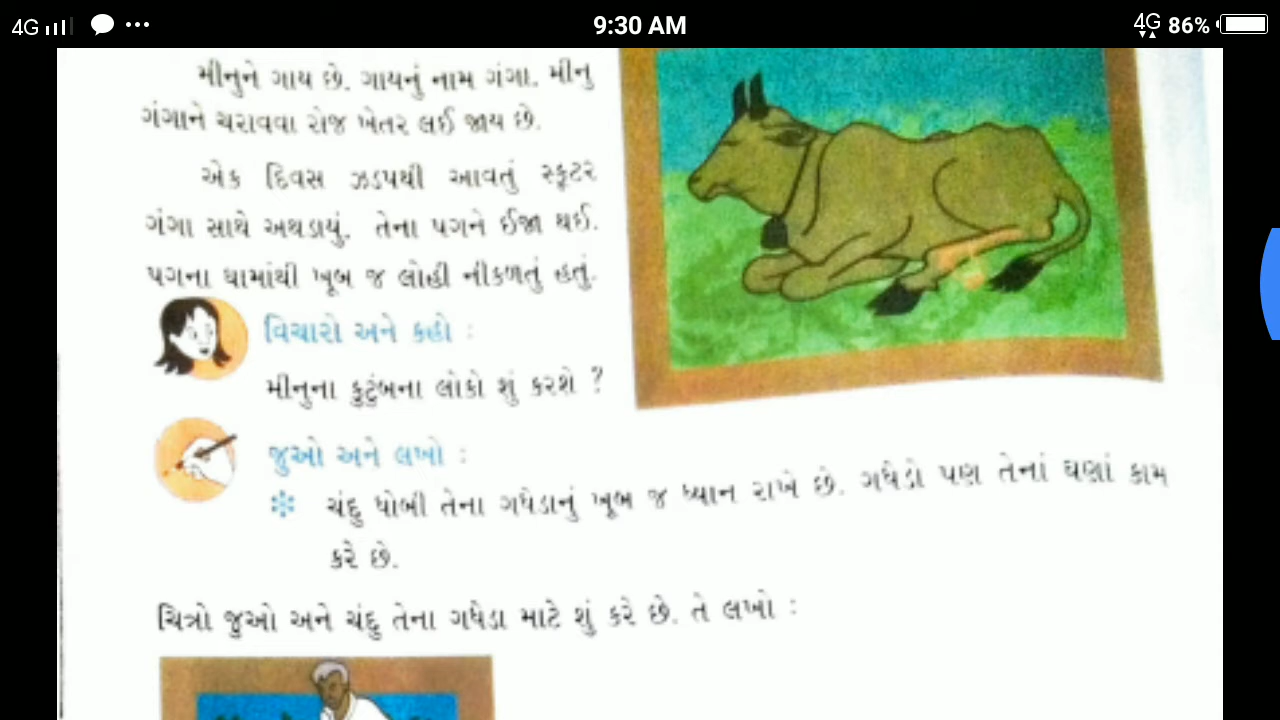 4G 9:30 AM 4G 86%
મીનુને ગાય છે. ગાયનું નામ ગંગા. મીનુ
ગંગાને ચરાવવા રોજ ખેતર લઈ જાય છે.
એક દિવસ ઝડપથી આવતું સ્કૂટર
ગંગા સાથે અથડાયું. તેના પગને ઈજા થઈ.
પગના ઘામાંથી ખૂબ જ લોહી નીકળતું હતું.
વિચારો અને કહો :
મીનુના કુટુંબના લોકો શું કરશે ?
જુઓ અને લખો :
ચંદુ ધોબી તેના ગધેડાનું ખૂબ જ ધ્યાન રાખે છે. ગધેડો પણ તેનાં ઘણાં કામ
કરે છે.
ચિત્રો જુઓ અને ચંદુ તેના ગધેડા માટે શું કરે છે. તે લખો :